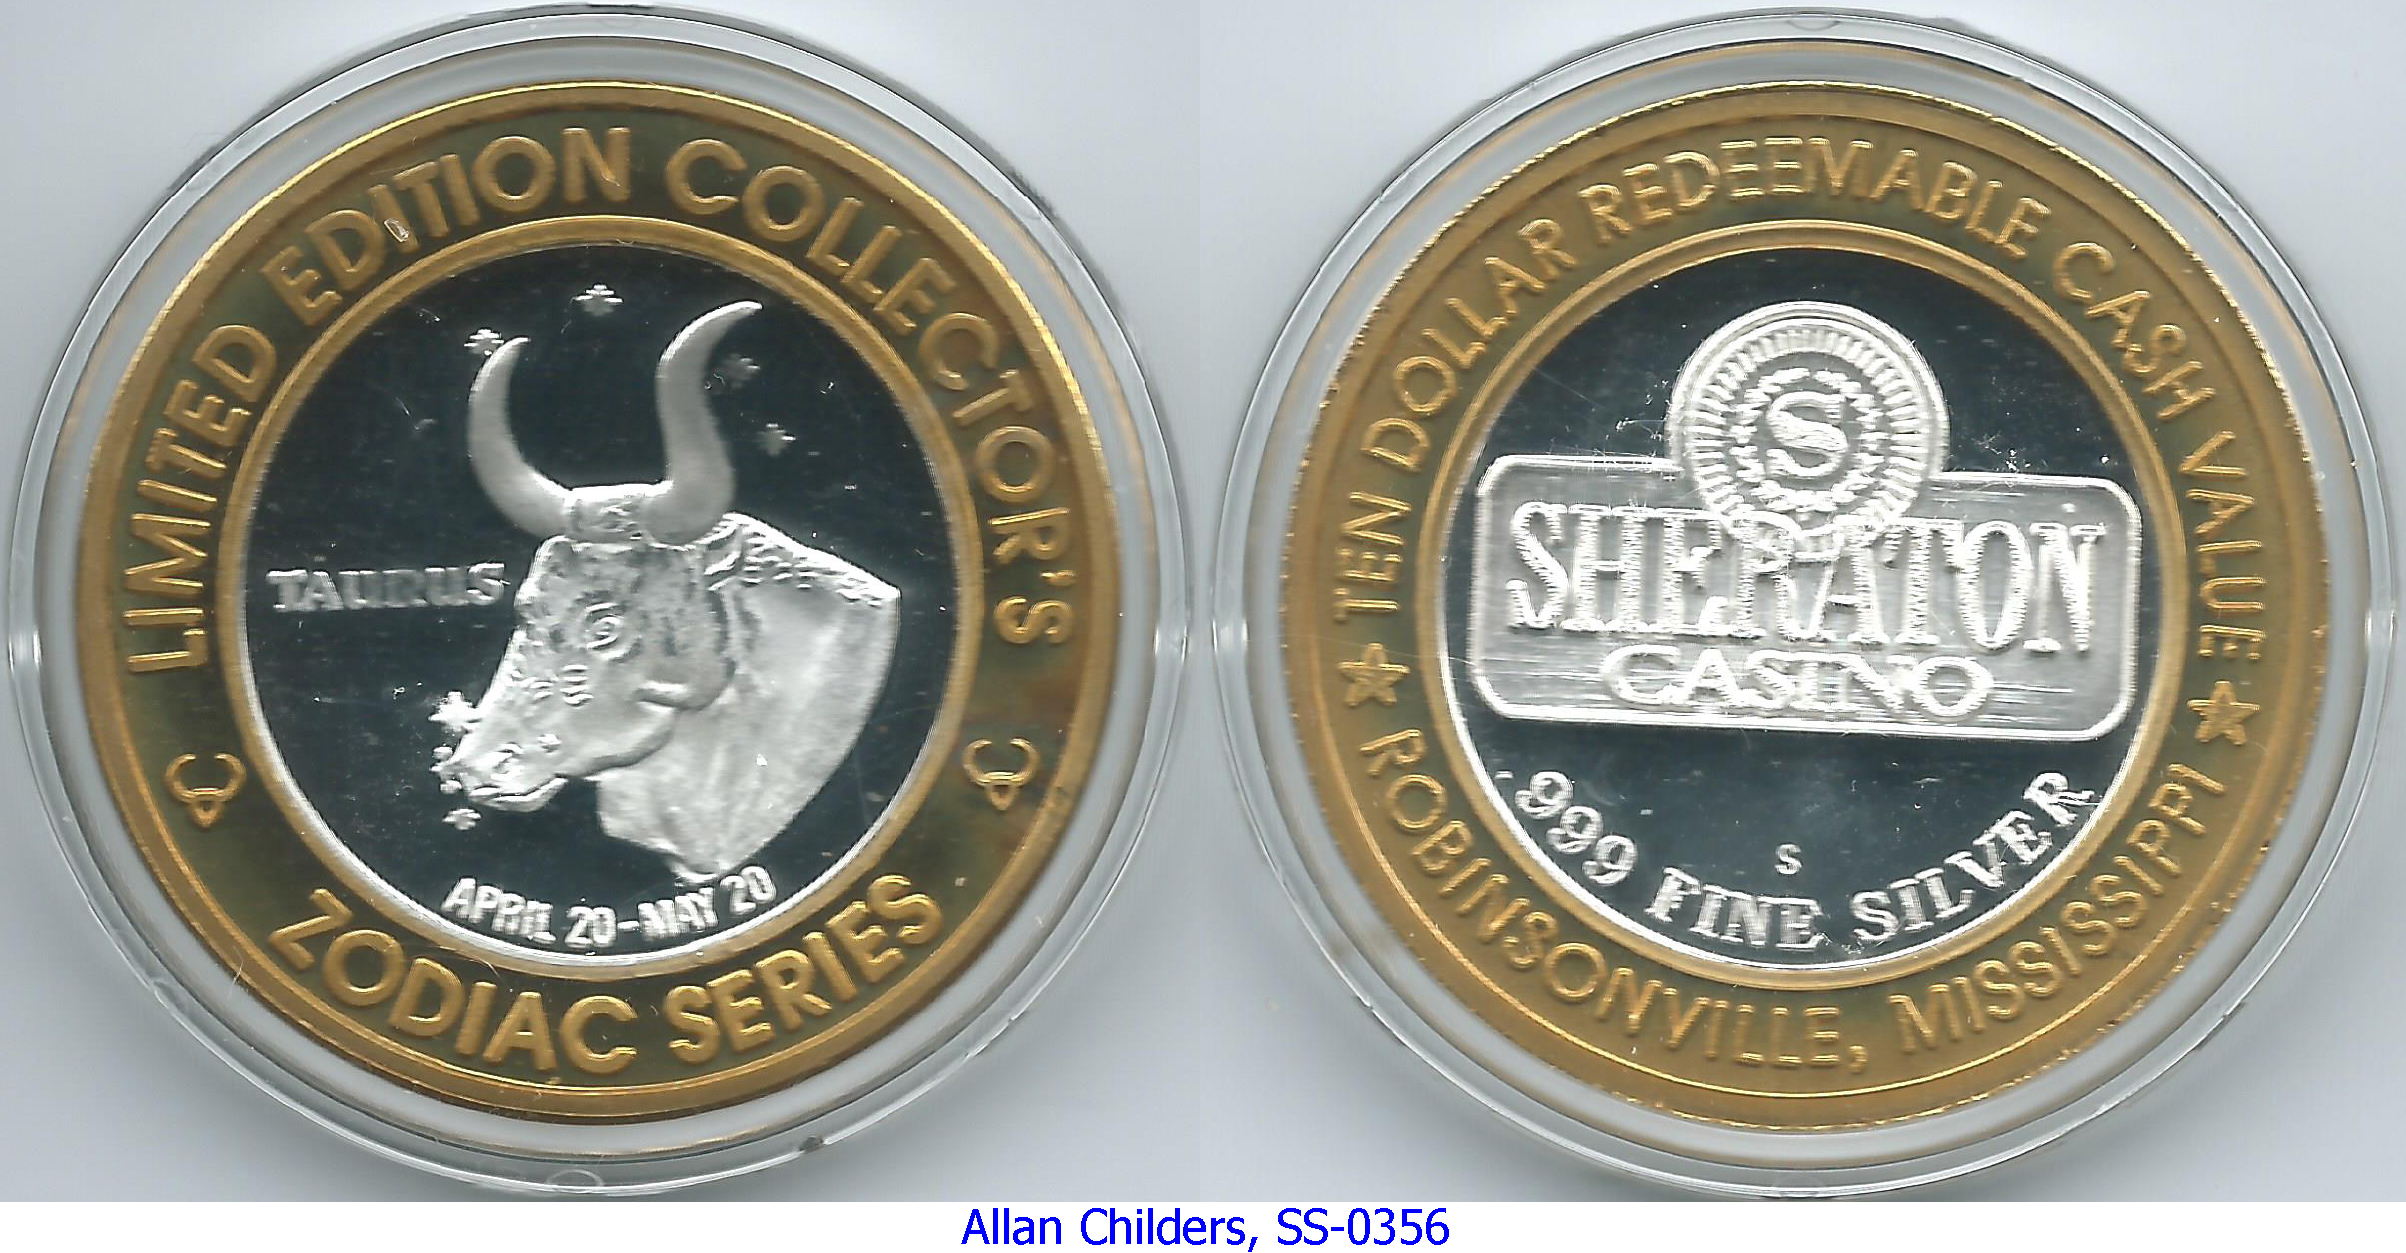 LIMITED EDITION COLLECTOR'S
TAURUS
APRIL 20-MAY 20
ZODIAC SERIES
TEN DOLLAR REDEEMABLE CASH VALUE
S
SHERATON
CASINO
S
.999 FINE SILVER
ROBINSONVILLE, MISSISSIPPI
Allan Childers, SS-0356